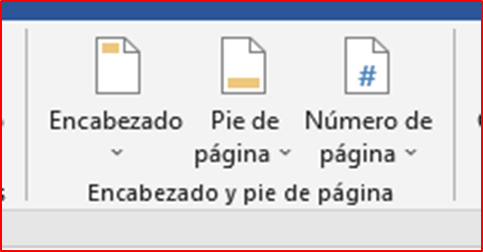 Encabezado
Pie de
página
Número de
página
Encabezado y pie de página